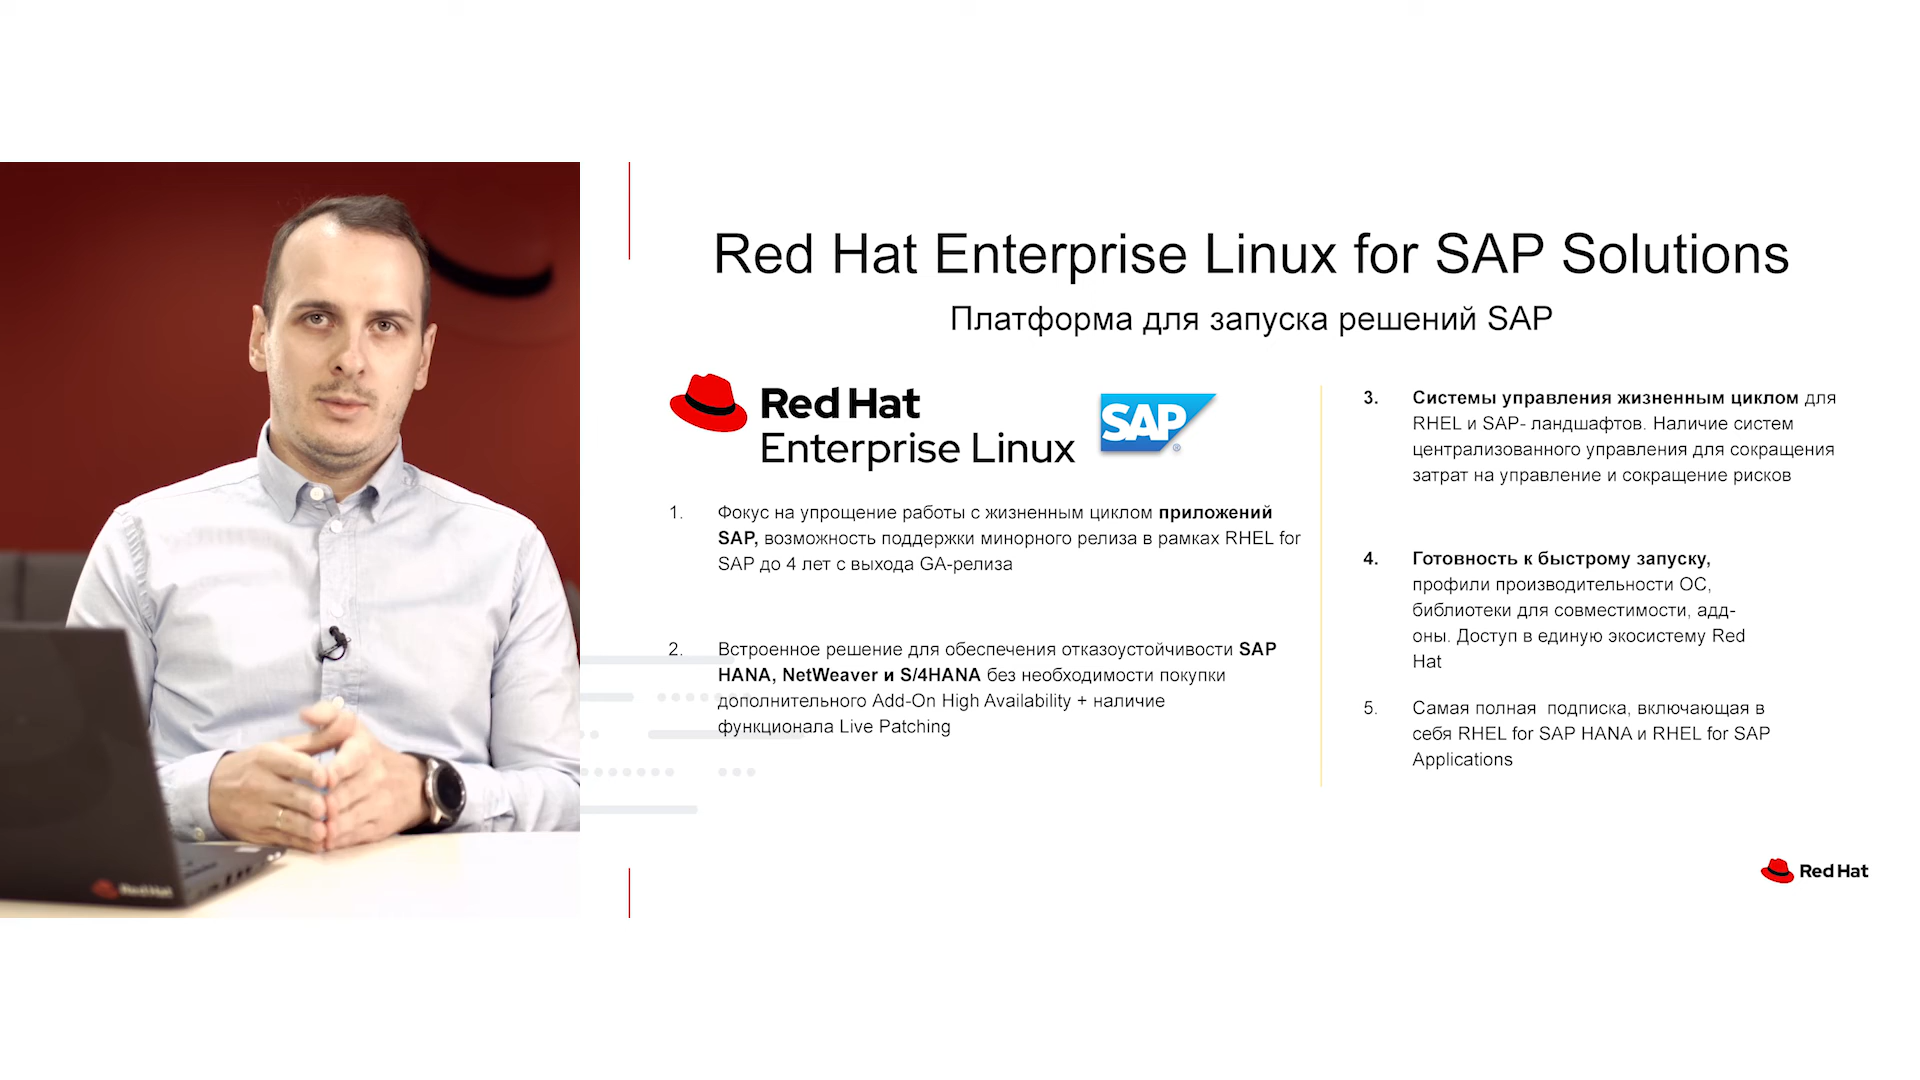 Red Hat Enterprise Linux for SAP Solutions
Платформа для запуска решений SAP
Red Hat
Enterprise Linux
SAP
®
1. Фокус на упрощение работы с жизненным циклом приложений
SAP, возможность поддержки минорного релиза в рамках RHEL for
SAP до 4 лет с выхода GA-релиза
2. Встроенное решение для обеспечения отказоустойчивости SAP
HANA, NetWeaver и S/4HANA без необходимости покупки
дополнительного Add-On High Availability + наличие
функционала Live Patching
3. Системы управления жизненным циклом для
RHEL и SAP- ландшафтов. Наличие систем
централизованного управления для сокращения
затрат на управление и сокращение рисков
4. Готовность к быстрому запуску,
профили производительности ОС,
библиотеки для совместимости, адд-
оны. Доступ в единую экосистему Red
Hat
5. Самая полная  подписка, включающая в
себя RHEL for SAP HANA и RHEL for SAP
Applications
Red Hat
Red Hat